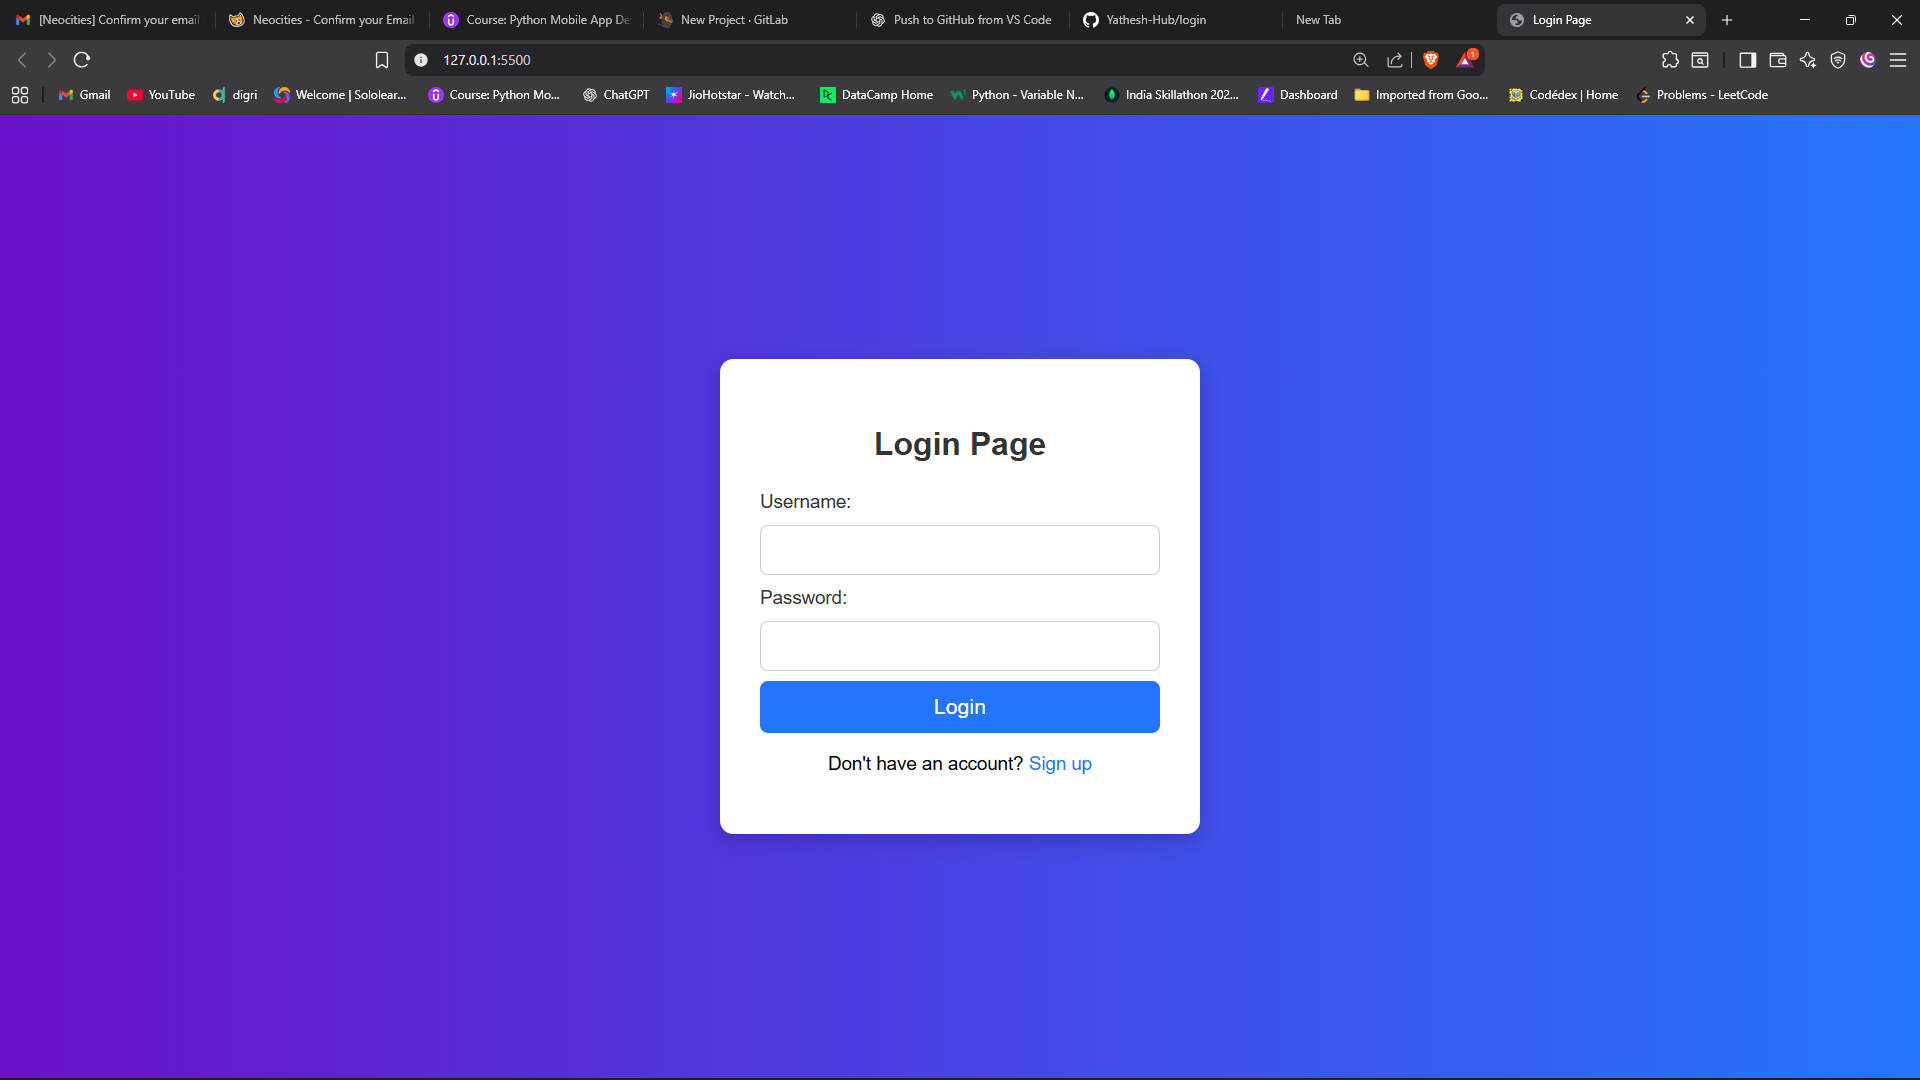 [Neocities] Confirm your email
Neocities - Confirm your Email
Course: Python Mobile App De
New Project · GitLab
Push to GitHub from VS Code
Yathesh-Hub/login
New Tab
Login Page
127.0.0.1:5500
1
Gmail
YouTube
digri
Welcome | Sololear...
Course: Python Mo...
ChatGPT
JioHotstar - Watch...
DataCamp Home
Python - Variable N...
India Skillathon 202...
Dashboard
Imported from Goo...
Codédex | Home
Problems - LeetCode
Login Page
Username:
Password:
Login
Don't have an account? Sign up